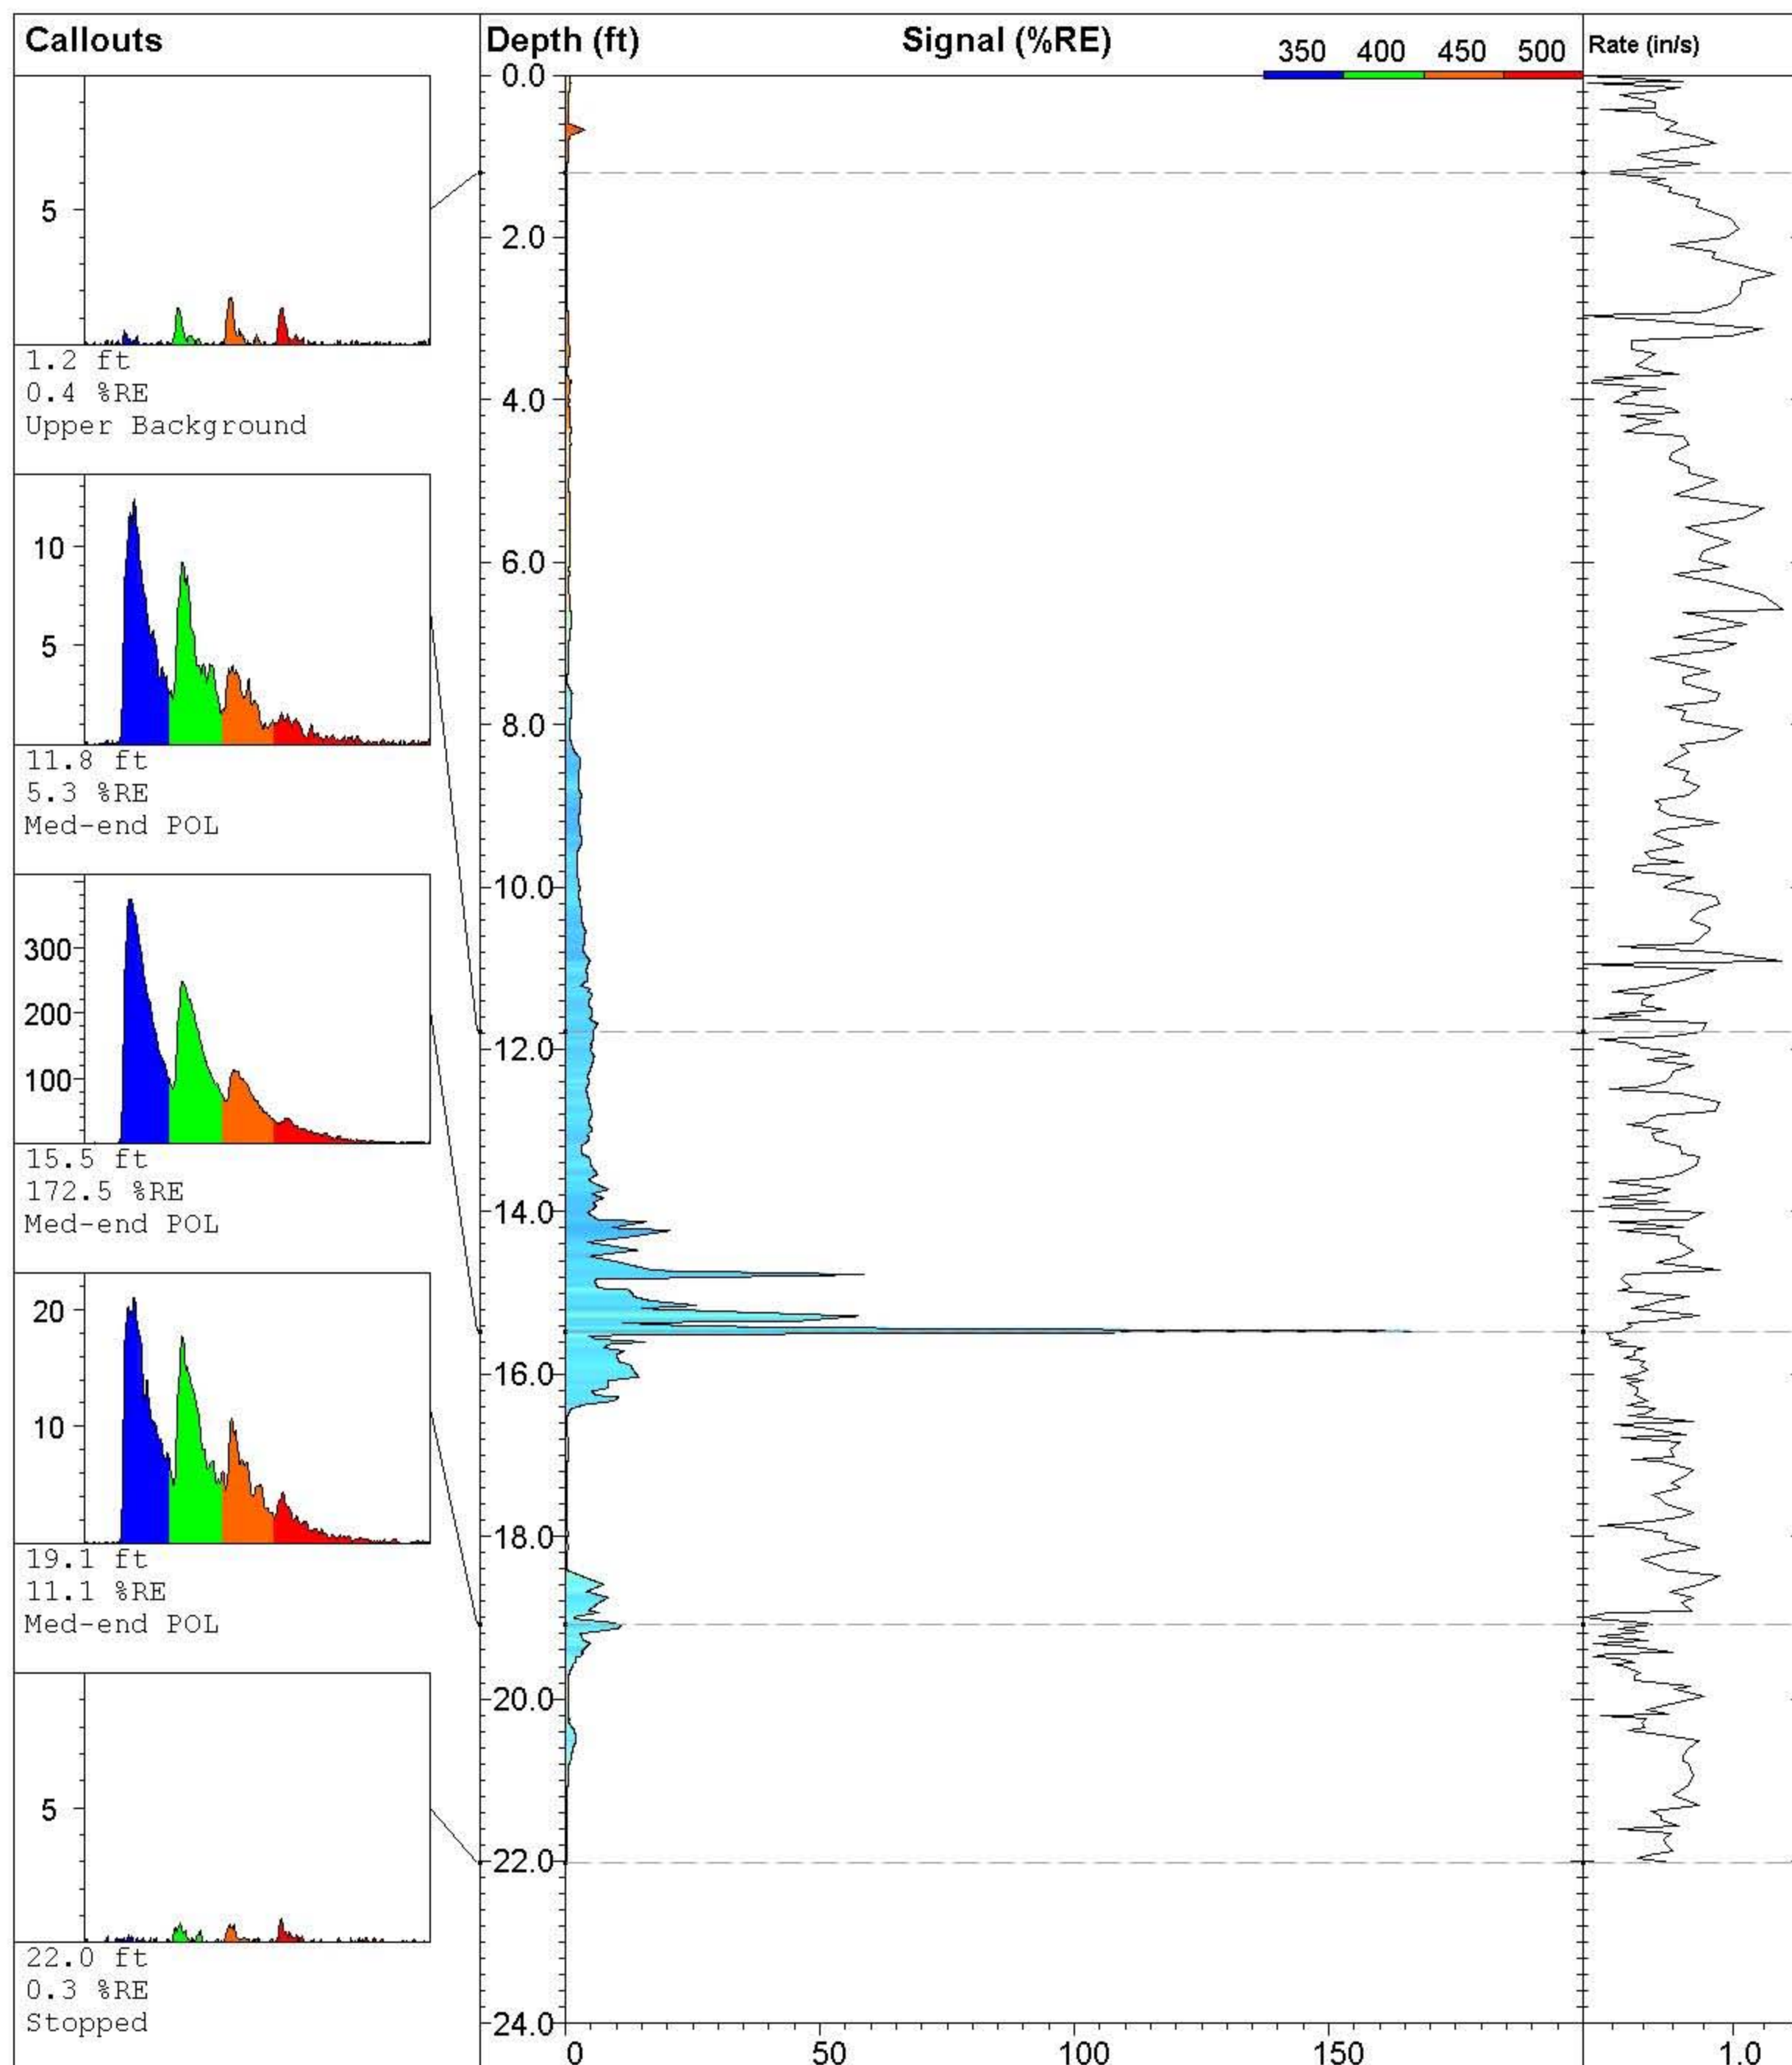 Callouts
Depth (ft)
Signal (%RE)
350 400 450 500
Rate (in/s)
5
1.2 ft
0.4 %RE
Upper Background
10
5
11.8 ft
5.3 %RE
Med-end POL
300
200
100
15.5 ft
172.5 %RE
Med-end POL
20
10
19.1 ft
11.1 %RE
Med-end POL
5
22.0 ft
0.3 %RE
Stopped
0.0
2.0
4.0
6.0
8.0
10.0
12.0
14.0
16.0
18.0
20.0
22.0
24.0
0 50 100 150
1.0